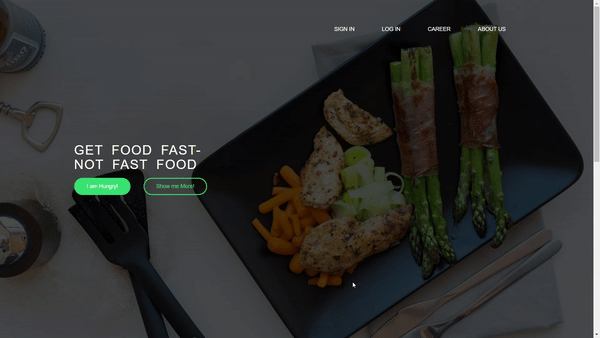 SIGN IN
LOG IN
CAREER
ABOUT US
GET FOOD FAST-
NOT FAST FOOD
I am Hungry!
Show me More!